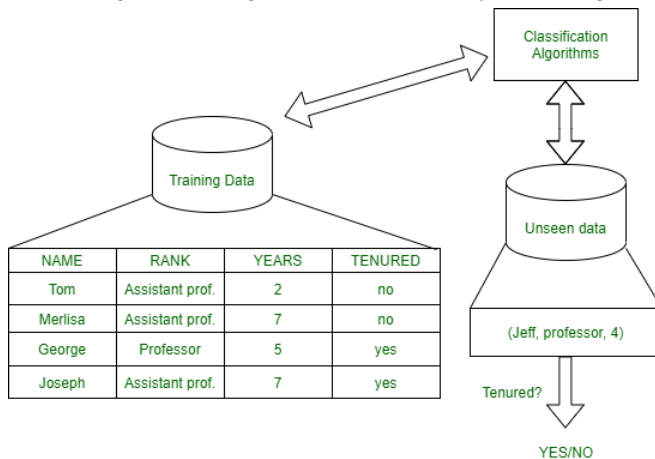 Classification
Algorithms
Training Data
Unseen data
NAME RANK YEARS TENURED
Tom Assistant prof. 2 no
Merlisa Assistant prof. 7 no
George Professor 5 yes
Joseph Assistant prof. 7 yes
(Jeff, professor, 4)
Tenured?
YES/NO